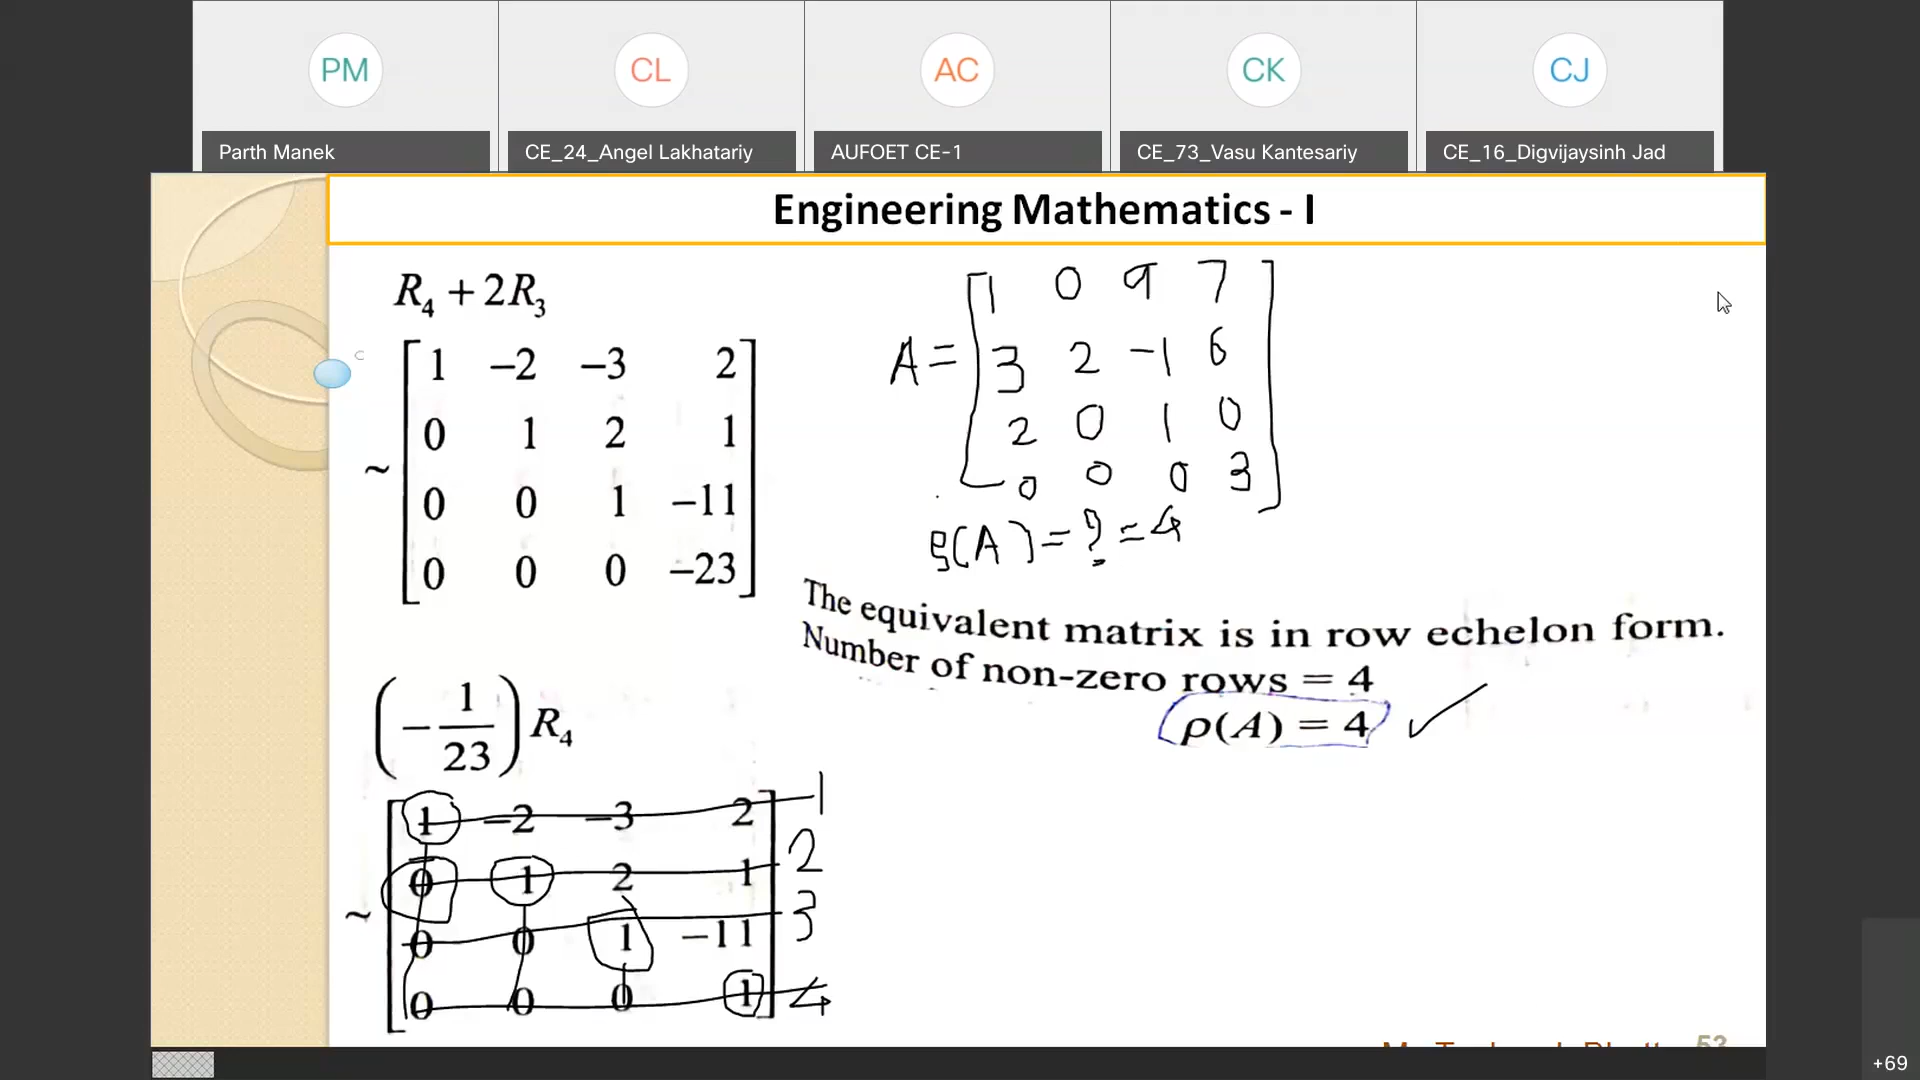 PM CL AC CK CJ
Parth Manek CE_24_Angel Lakhatariy AUFOET CE-1 CE_73_Vasu Kantesariy CE_16_Digvijaysinh Jad
Engineering Mathematics - I
R₄ + 2R₃
~ [1 −2 −3 2
0 1 2 1
0 0 1 −11
0 0 0 −23]
A = [1 0 9 7
3 2 −1 6
2 0 1 0
0 0 0 3]
ρ(A) = ? = 4
The equivalent matrix is in row echelon form.
Number of non-zero rows = 4
ρ(A) = 4 ✓
(−1/23) R₄
~ [1 −2 −3 2] 1
0 1 2 1 2
0 0 1 −11 3
0 0 0 1 4
+69